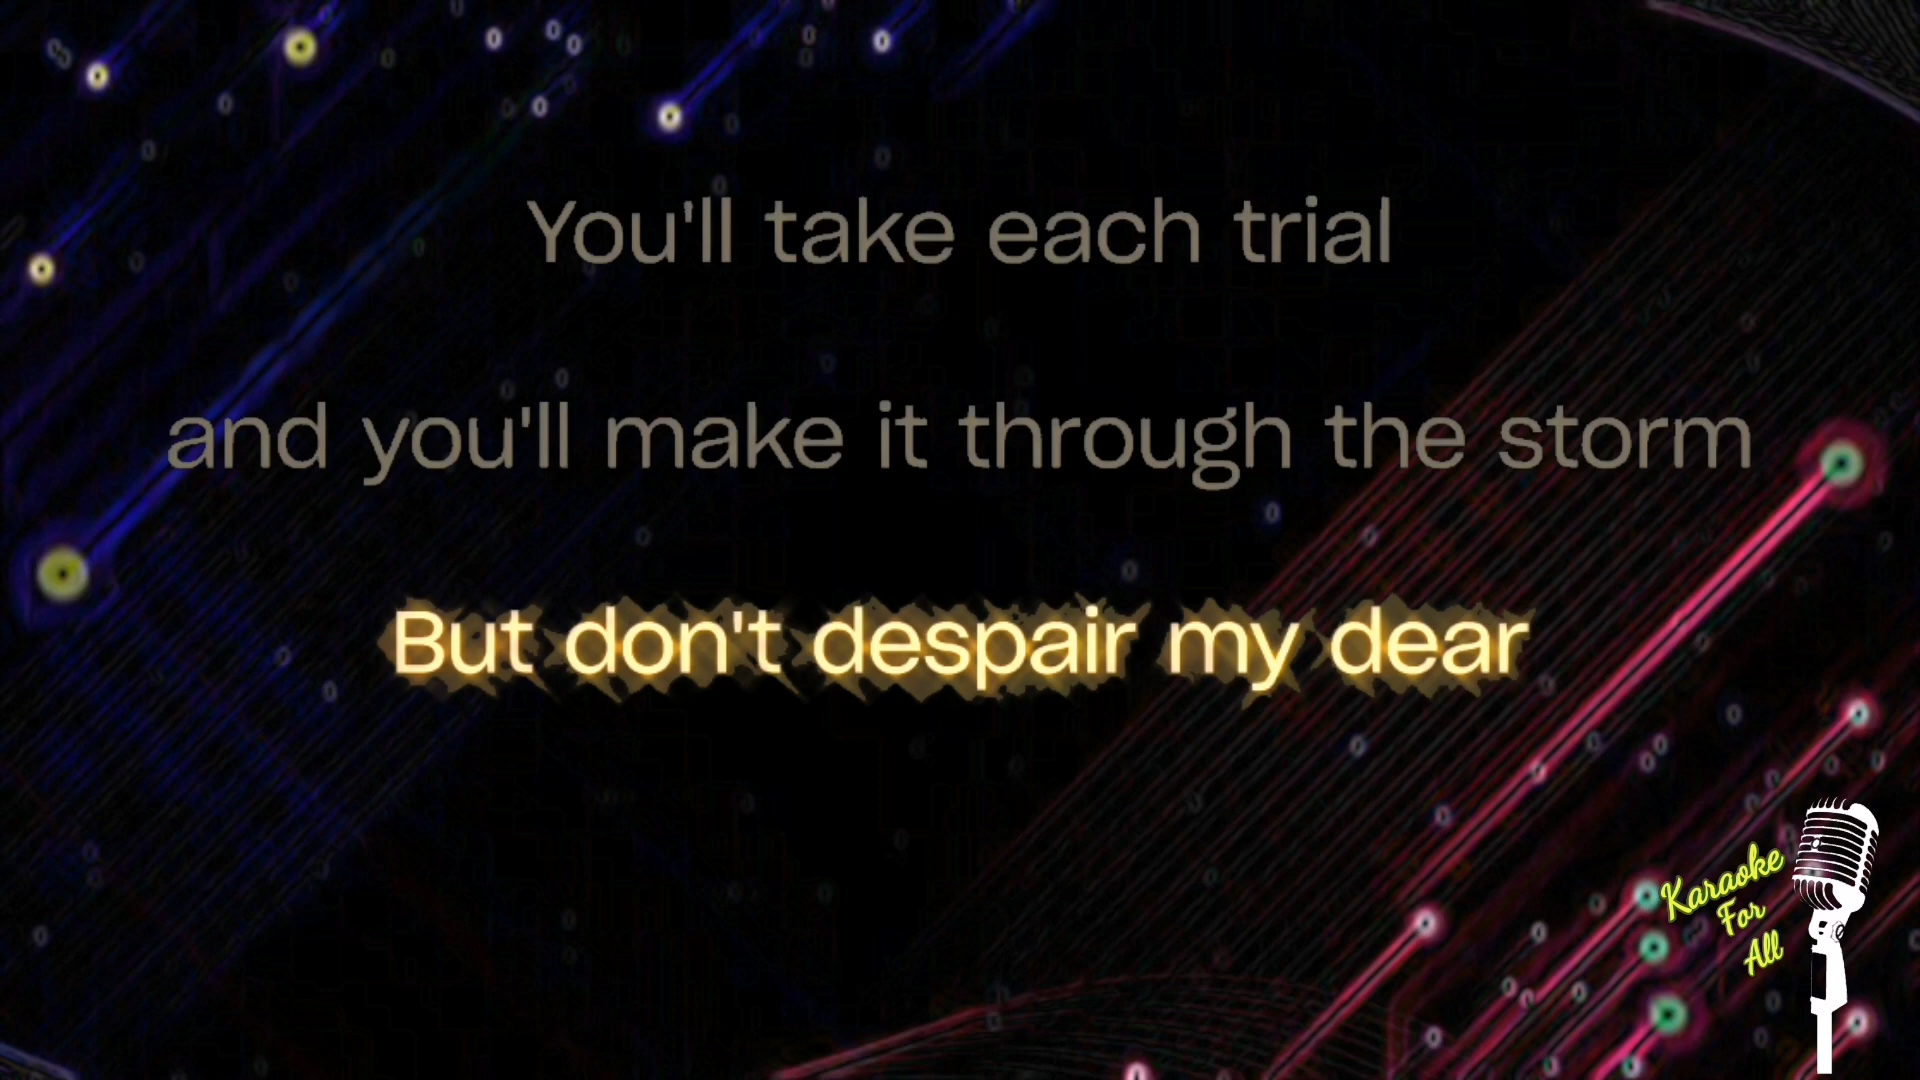 You'll take each trial
and you'll make it through the storm
But don't despair my dear
Karaoke
For
All